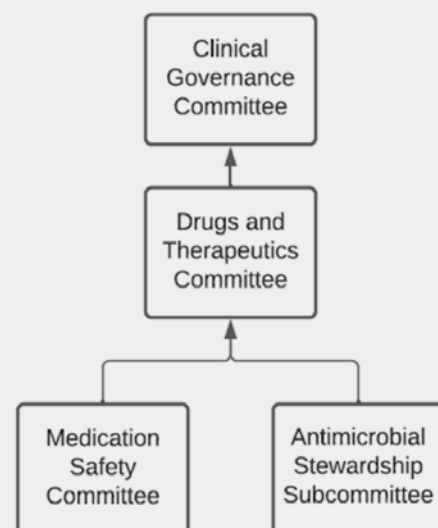 Clinical
Governance
Committee
Drugs and
Therapeutics
Committee
Medication
Safety
Committee
Antimicrobial
Stewardship
Subcommittee